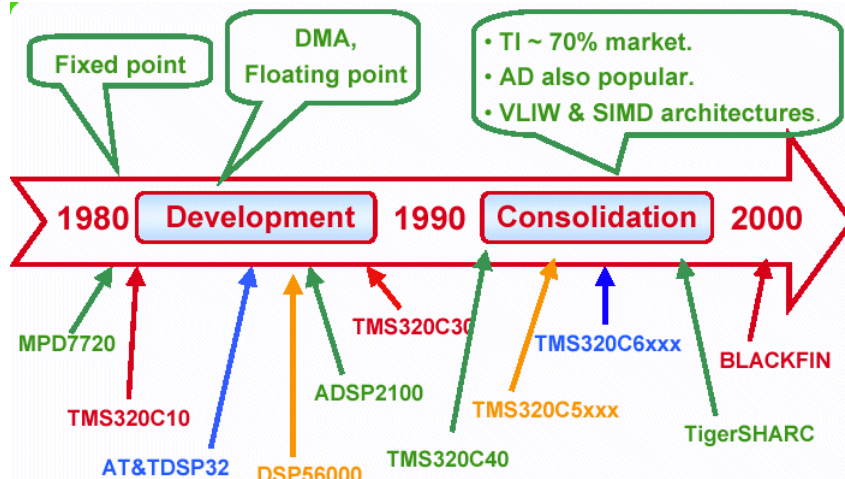 Fixed point
DMA,
Floating point
• TI ~ 70% market.
• AD also popular.
• VLIW & SIMD architectures.
1980
Development
1990
Consolidation
2000
MPD7720
TMS320C10
AT&TDSP32
DSP56000
ADSP2100
TMS320C30
TMS320C40
TMS320C5xxx
TMS320C6xxx
TigerSHARC
BLACKFIN